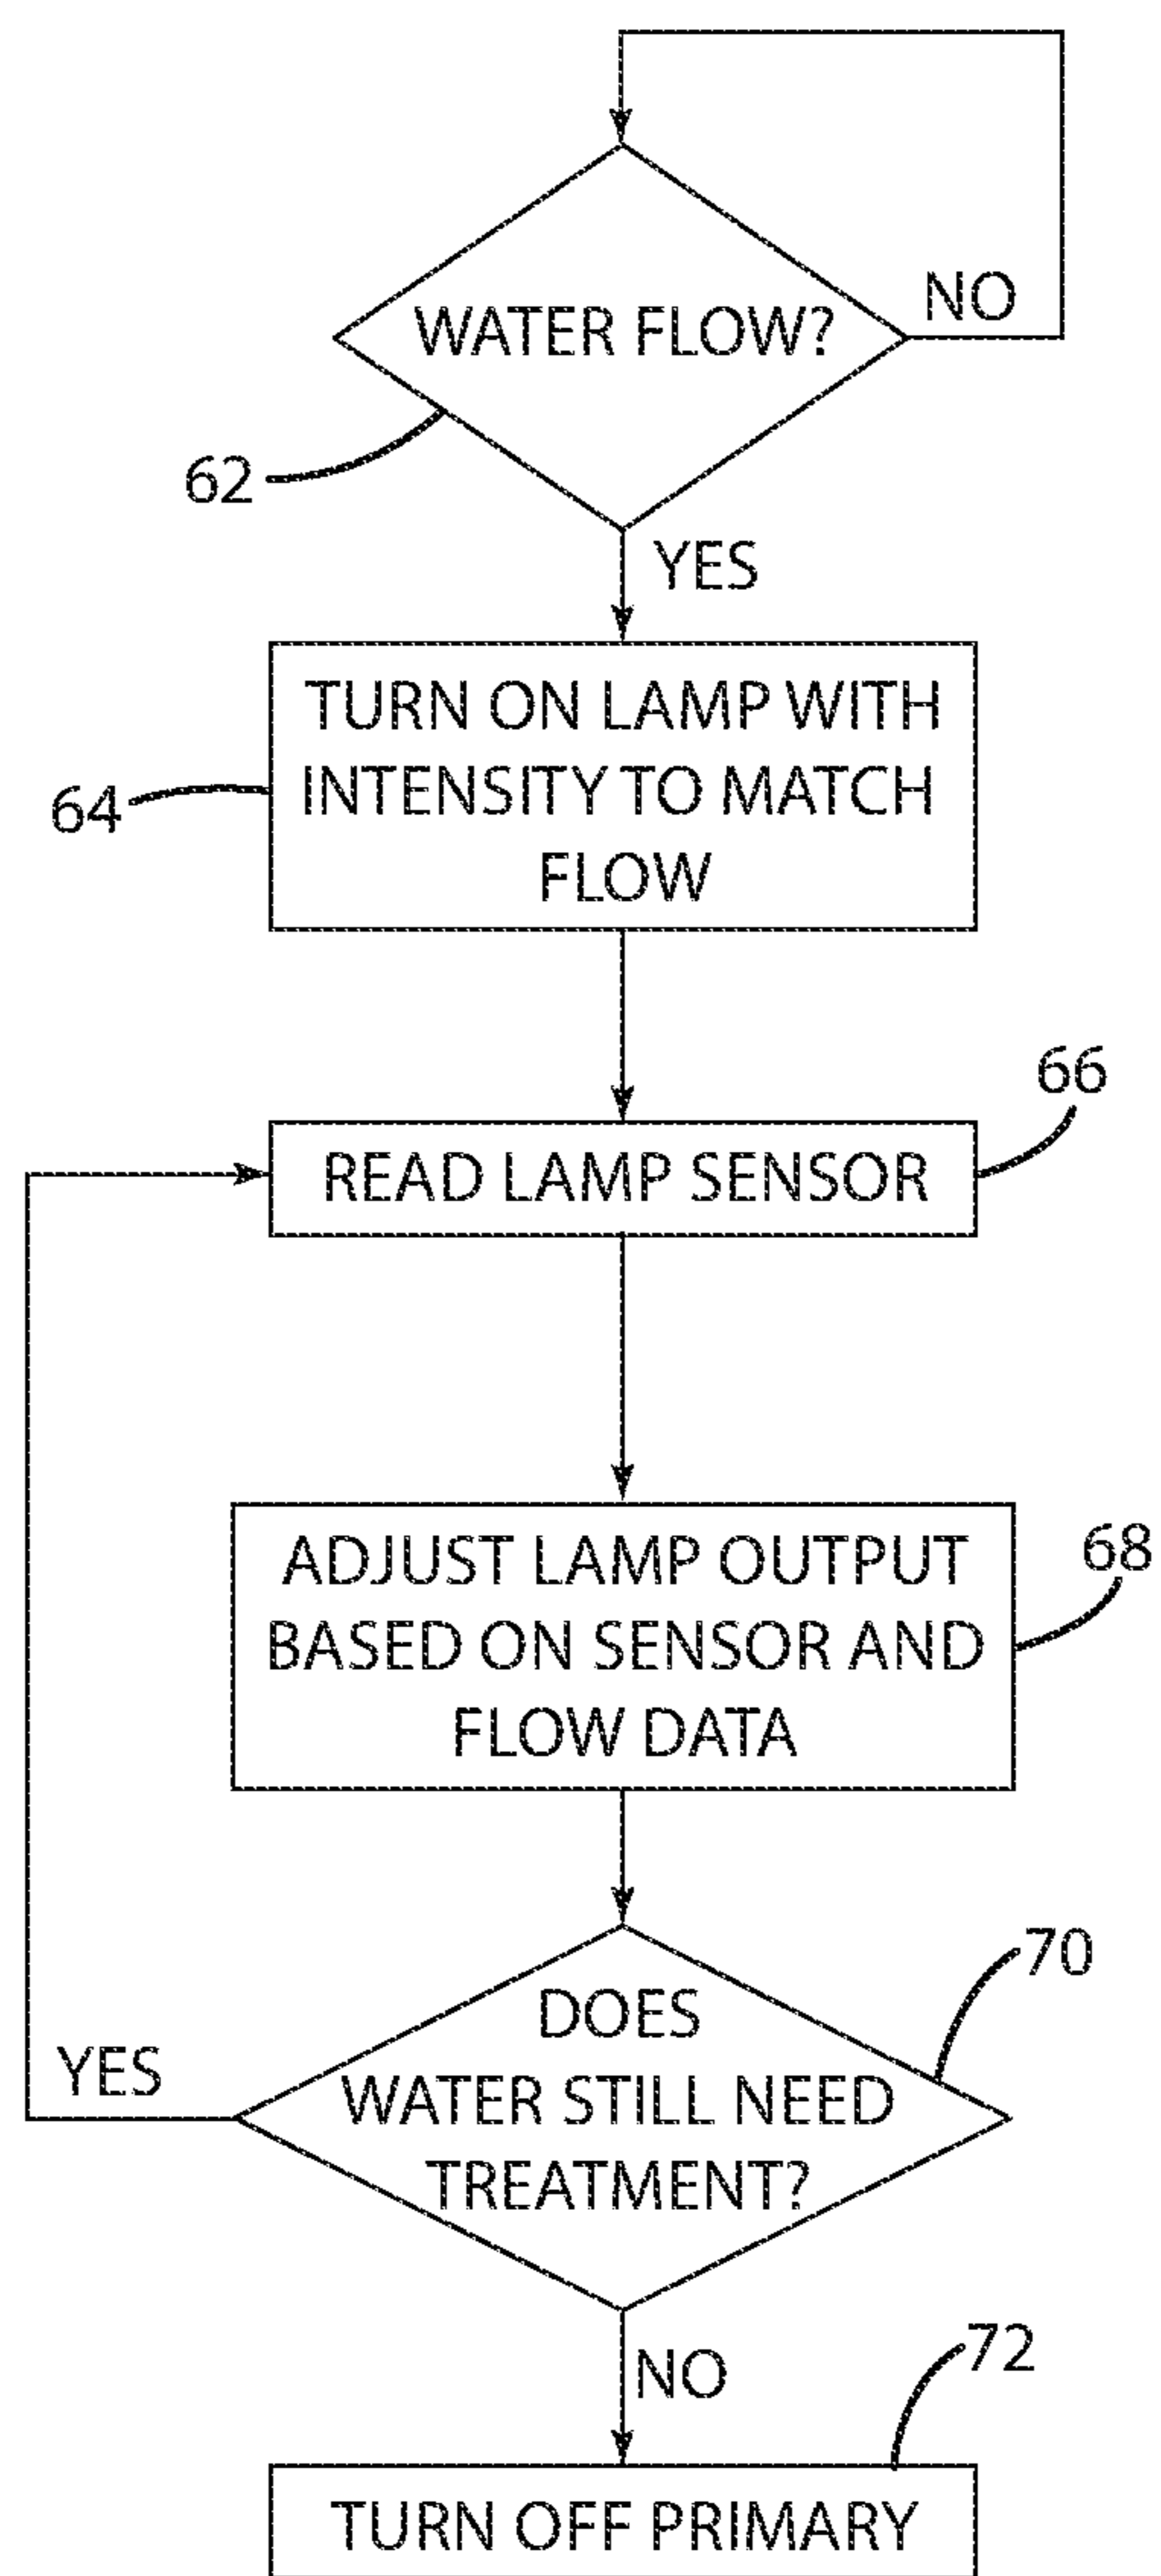 WATER FLOW?
NO
62
YES
TURN ON LAMP WITH
INTENSITY TO MATCH
FLOW
64
66
READ LAMP SENSOR
ADJUST LAMP OUTPUT
BASED ON SENSOR AND
FLOW DATA
68
70
DOES
WATER STILL NEED
TREATMENT?
YES
NO
72
TURN OFF PRIMARY